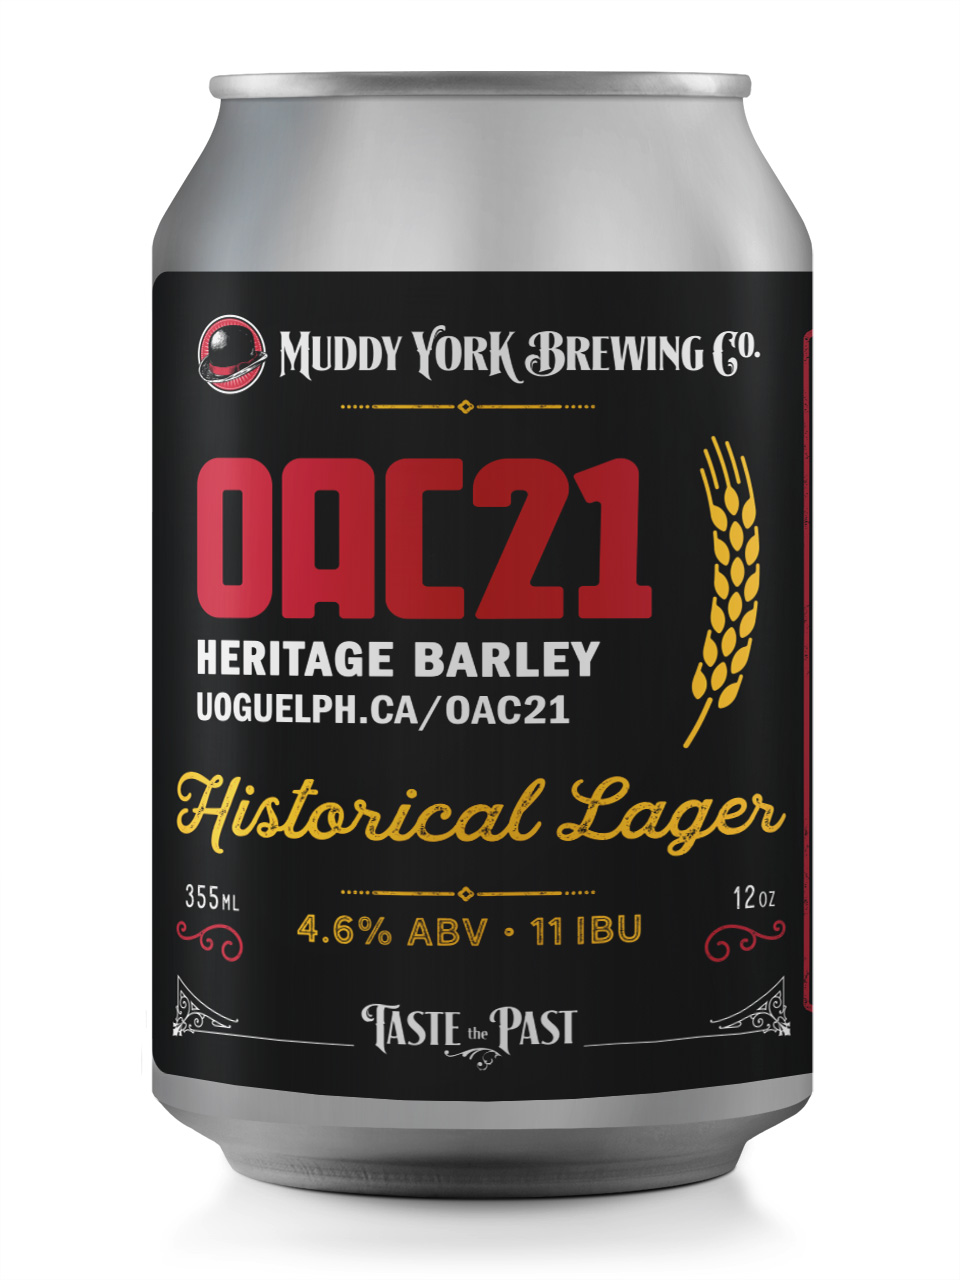 MUDDY YORK BREWING CO.
OAC21
HERITAGE BARLEY
UOGUELPH.CA/OAC21
Historical Lager
355ML
12OZ
4.6% ABV • 11 IBU
TASTE the PAST